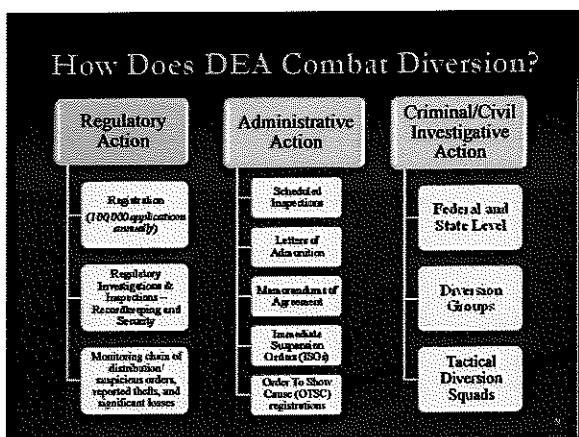 How Does DEA Combat Diversion?
Regulatory
Action
Registration
(100,000 applications
annually)
Regulatory
Investigations &
Inspections –
Recordkeeping and
Security
Monitoring chain of
distribution/
suspicious orders,
reported thefts, and
significant losses
Administrative
Action
Scheduled
Inspections
Letters of
Admonition
Memorandum of
Agreement
Immediate
Suspension
Orders (ISOs)
Order To Show
Cause (OTSC)
registrations
Criminal/Civil
Investigative
Action
Federal and
State Level
Diversion
Groups
Tactical
Diversion
Squads